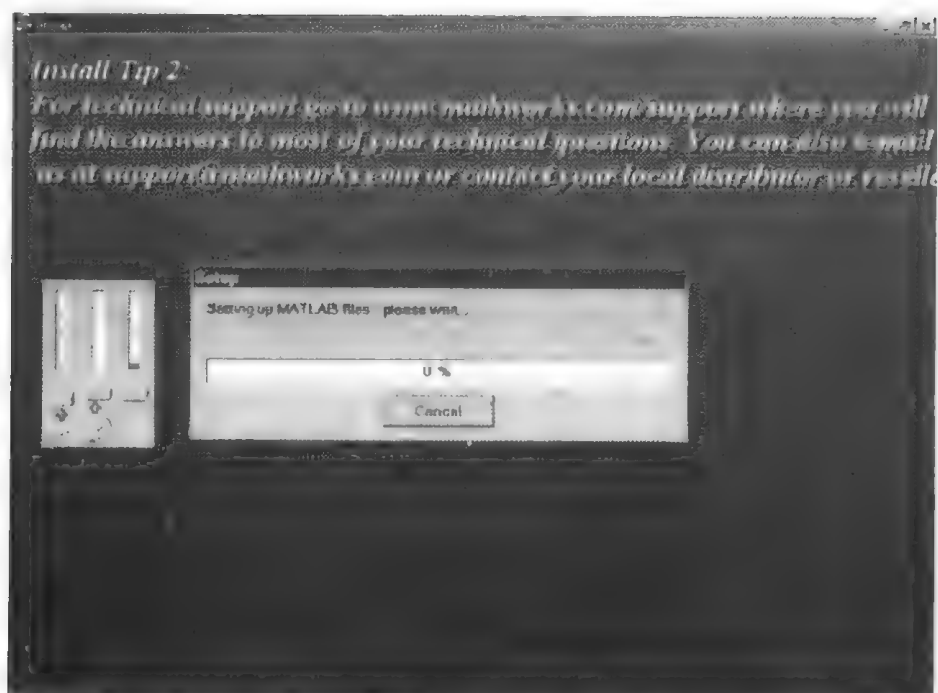 Install Tip 2:
For technical support go to www.mathworks.com/support where you will
find the answers to most of your technical questions. You can also email
us at support@mathworks.com or contact your local distributor or reselle
Setup
Setting up MATLAB files please wait...
0 %
Cancel